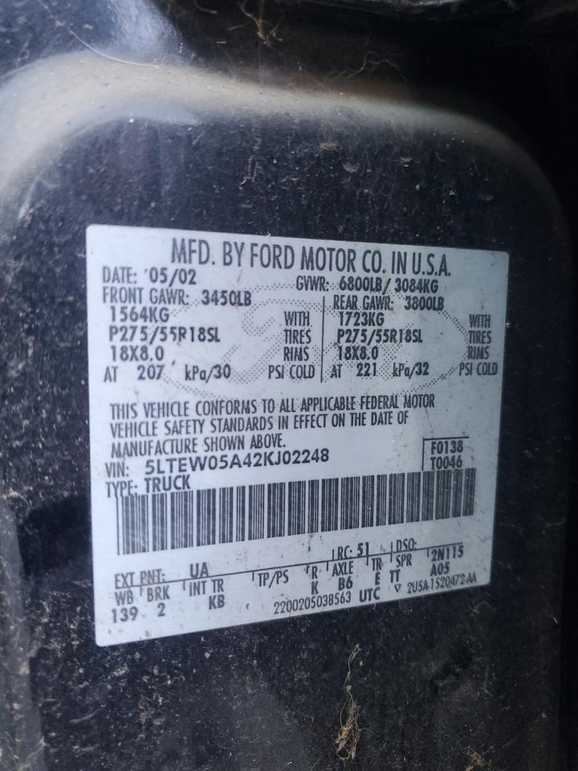 MFD. BY FORD MOTOR CO. IN U.S.A.
DATE: '05/02 GVWR: 6800LB/ 3084KG
FRONT GAWR: 3450LB REAR GAWR: 3800LB
1564KG WITH 1723KG WITH
P275/55R18SL TIRES P275/55R18SL TIRES
18X8.0 RIMS 18X8.0 RIMS
AT 207 kPa/30 PSI COLD AT 221 kPa/32 PSI COLD
THIS VEHICLE CONFORMS TO ALL APPLICABLE FEDERAL MOTOR
VEHICLE SAFETY STANDARDS IN EFFECT ON THE DATE OF
MANUFACTURE SHOWN ABOVE.
VIN: 5LTEW05A42KJ02248 F0138
TYPE: TRUCK T0046
EXT PNT: UA RC: 51 DSO: 2N115
WB BRK INT TR TP/PS R AXLE TR SPR A05
139 2 KB K B6 E TT
2200205038563 UTC 2U5A-1520472-AA